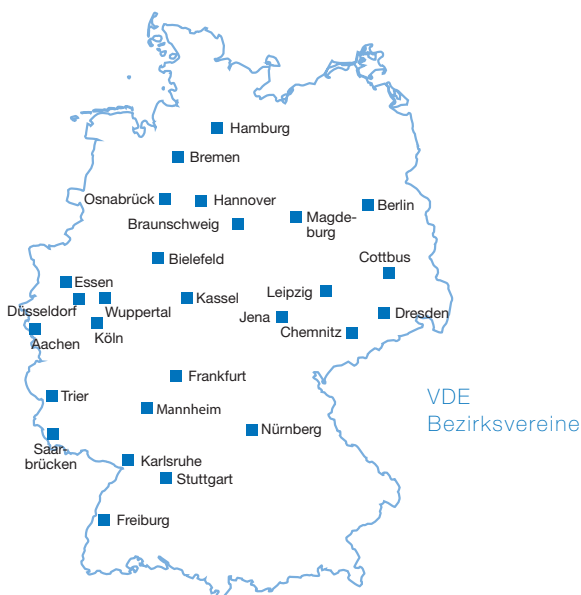 Hamburg
Bremen
Osnabrück
Hannover
Berlin
Braunschweig
Magde-
burg
Bielefeld
Cottbus
Essen
Leipzig
Kassel
Düsseldorf
Wuppertal
Jena
Dresden
Köln
Chemnitz
Aachen
Frankfurt
Trier
Mannheim
VDE
Bezirksvereine
Nürnberg
Saar-
brücken
Karlsruhe
Stuttgart
Freiburg